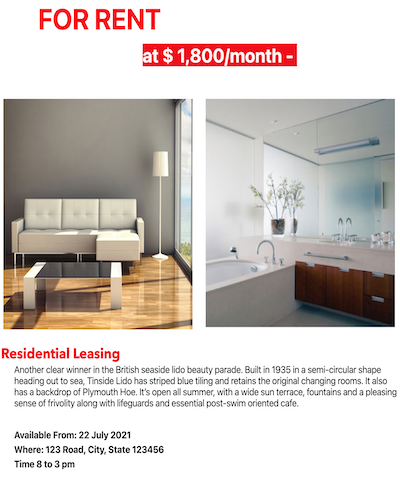 FOR RENT
at $ 1,800/month -
Residential Leasing
Another clear winner in the British seaside lido beauty parade. Built in 1935 in a semi-circular shape
heading out to sea, Tinside Lido has striped blue tiling and retains the original changing rooms. It also
has a backdrop of Plymouth Hoe. It's open all summer, with a wide sun terrace, fountains and a pleasing
sense of frivolity along with lifeguards and essential post-swim oriented cafe.
Available From: 22 July 2021
Where: 123 Road, City, State 123456
Time 8 to 3 pm